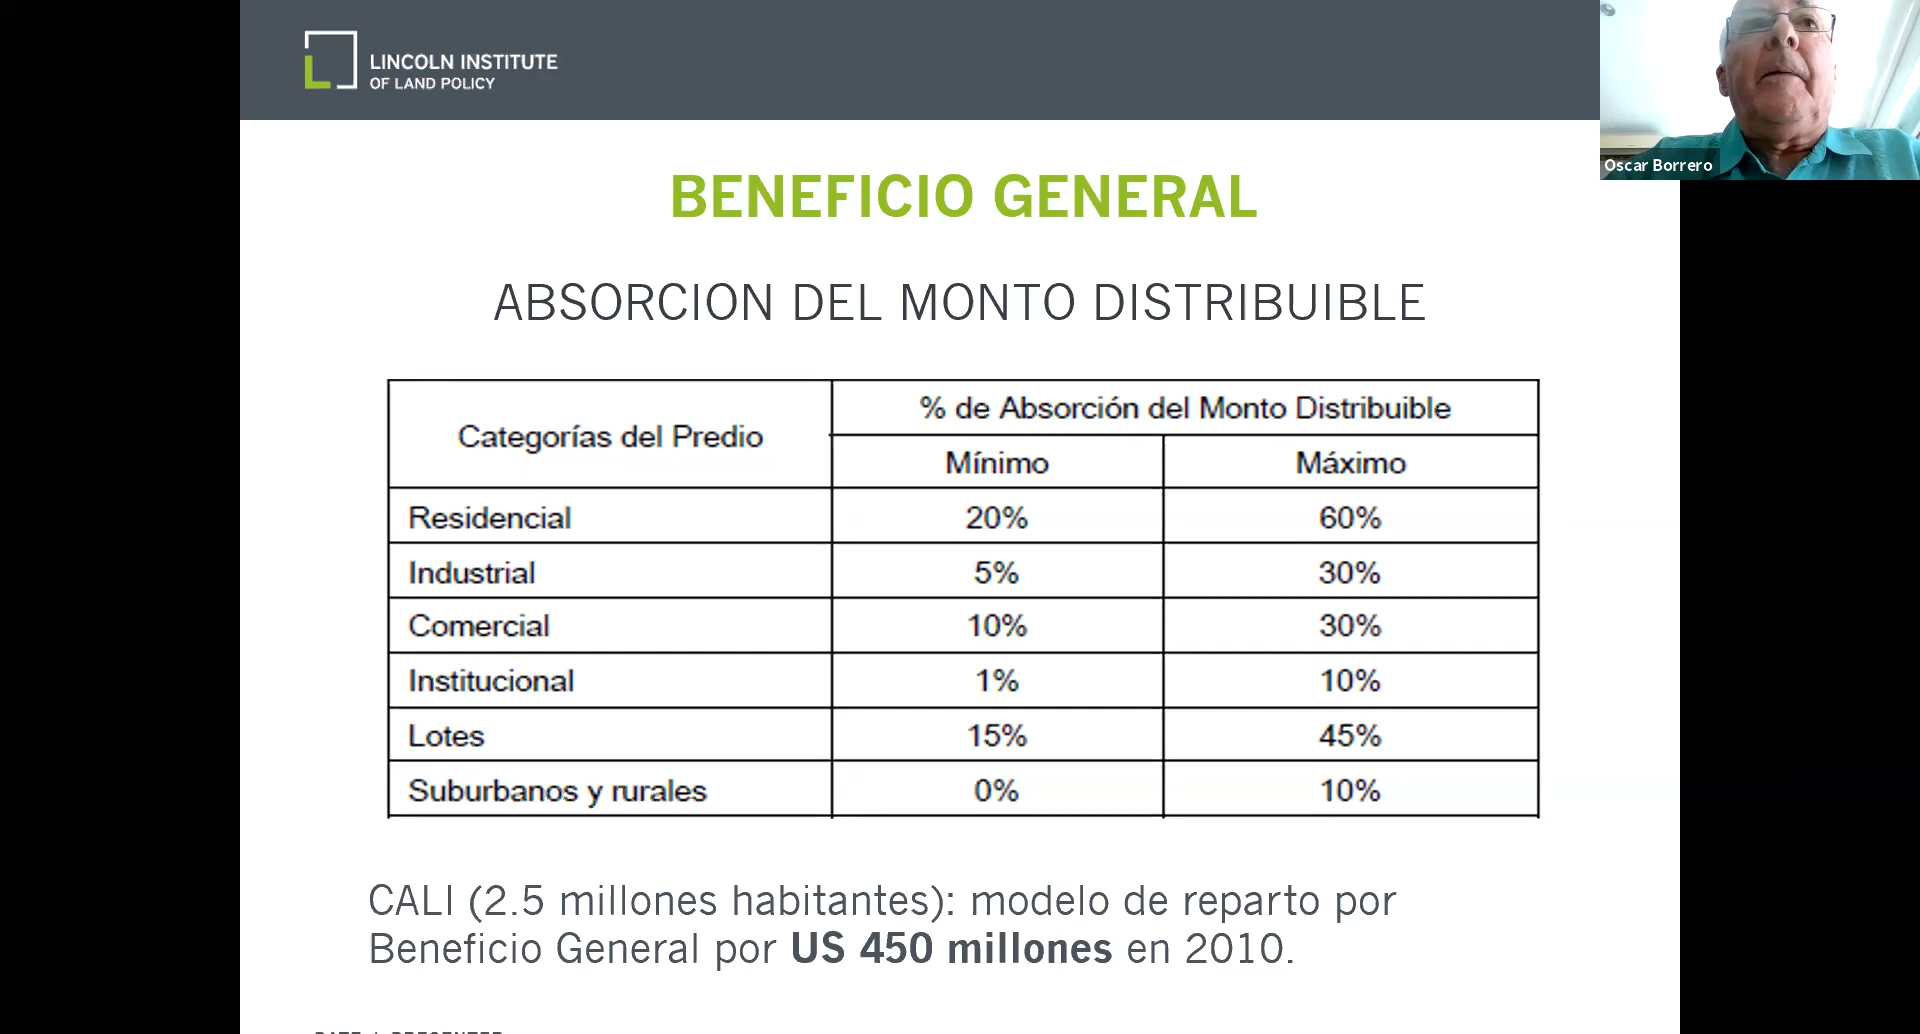 LINCOLN INSTITUTE
OF LAND POLICY
Oscar Borrero
BENEFICIO GENERAL
ABSORCION DEL MONTO DISTRIBUIBLE
Categorías del Predio
% de Absorción del Monto Distribuible
Mínimo Máximo
Residencial 20% 60%
Industrial 5% 30%
Comercial 10% 30%
Institucional 1% 10%
Lotes 15% 45%
Suburbanos y rurales 0% 10%
CALI (2.5 millones habitantes): modelo de reparto por
Beneficio General por US 450 millones en 2010.